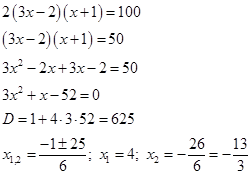 2(3x−2)(x+1)=100
(3x−2)(x+1)=50
3x²−2x+3x−2=50
3x²+x−52=0
D=1+4·3·52=625
x₁,₂=(−1±25)/6; x₁=4; x₂=−26/6=−13/3